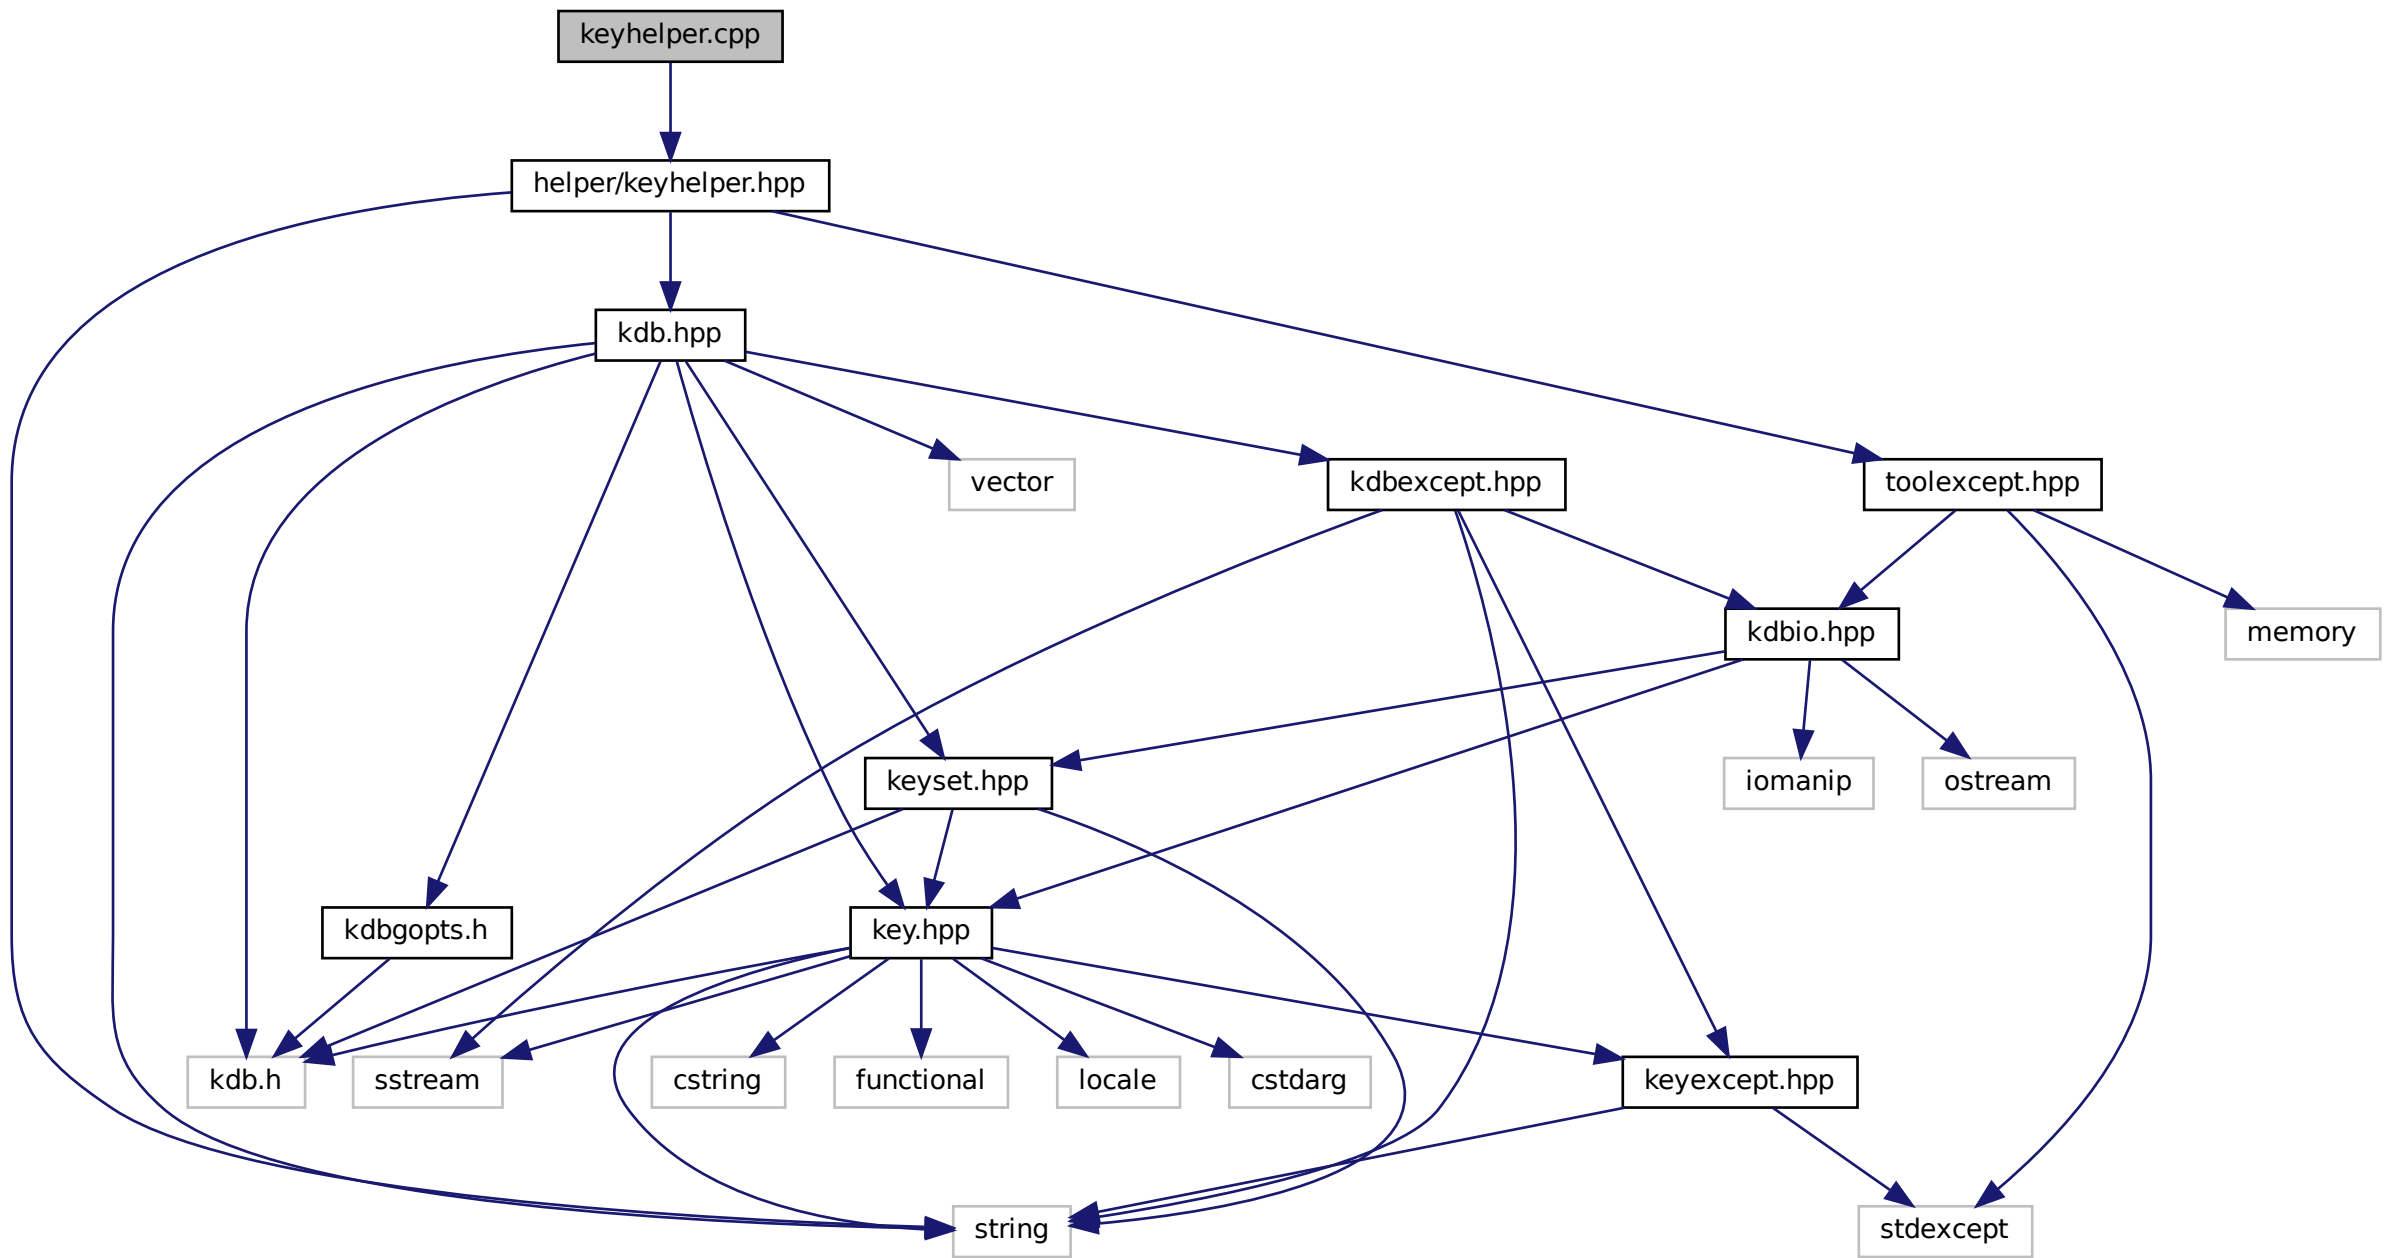 keyhelper.cpp
helper/keyhelper.hpp
kdb.hpp
vector
kdbexcept.hpp
toolexcept.hpp
kdbio.hpp
memory
keyset.hpp
iomanip
ostream
kdbgopts.h
key.hpp
kdb.h
sstream
cstring
functional
locale
cstdarg
keyexcept.hpp
string
stdexcept